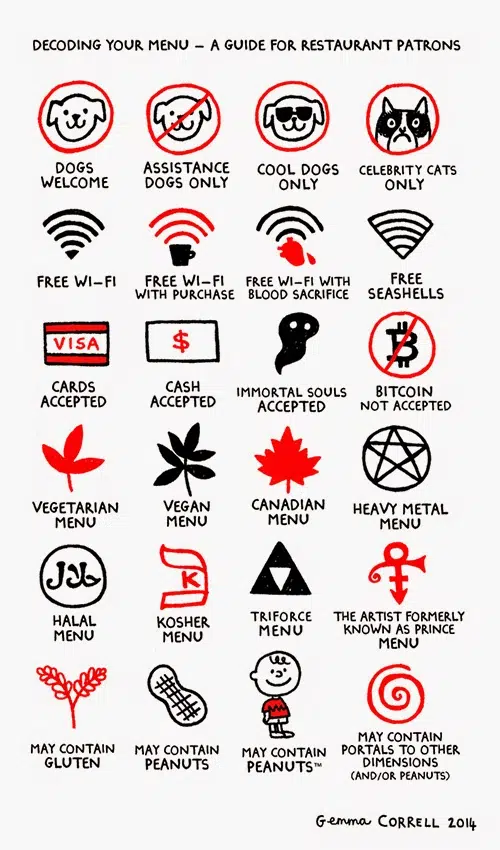 DECODING YOUR MENU – A GUIDE FOR RESTAURANT PATRONS
DOGS
WELCOME
ASSISTANCE
DOGS ONLY
COOL DOGS
ONLY
CELEBRITY CATS
ONLY
FREE WI–FI
FREE WI–FI
WITH PURCHASE
FREE WI–FI WITH
BLOOD SACRIFICE
FREE
SEASHELLS
VISA
CARDS
ACCEPTED
$
CASH
ACCEPTED
IMMORTAL SOULS
ACCEPTED
B
BITCOIN
NOT ACCEPTED
VEGETARIAN
MENU
VEGAN
MENU
CANADIAN
MENU
HEAVY METAL
MENU
HALAL
MENU
K
KOSHER
MENU
TRIFORCE
MENU
THE ARTIST FORMERLY
KNOWN AS PRINCE
MENU
MAY CONTAIN
GLUTEN
MAY CONTAIN
PEANUTS
MAY CONTAIN
PEANUTS™
MAY CONTAIN
PORTALS TO OTHER
DIMENSIONS
(AND/OR PEANUTS)
Gemma CORRELL 2014